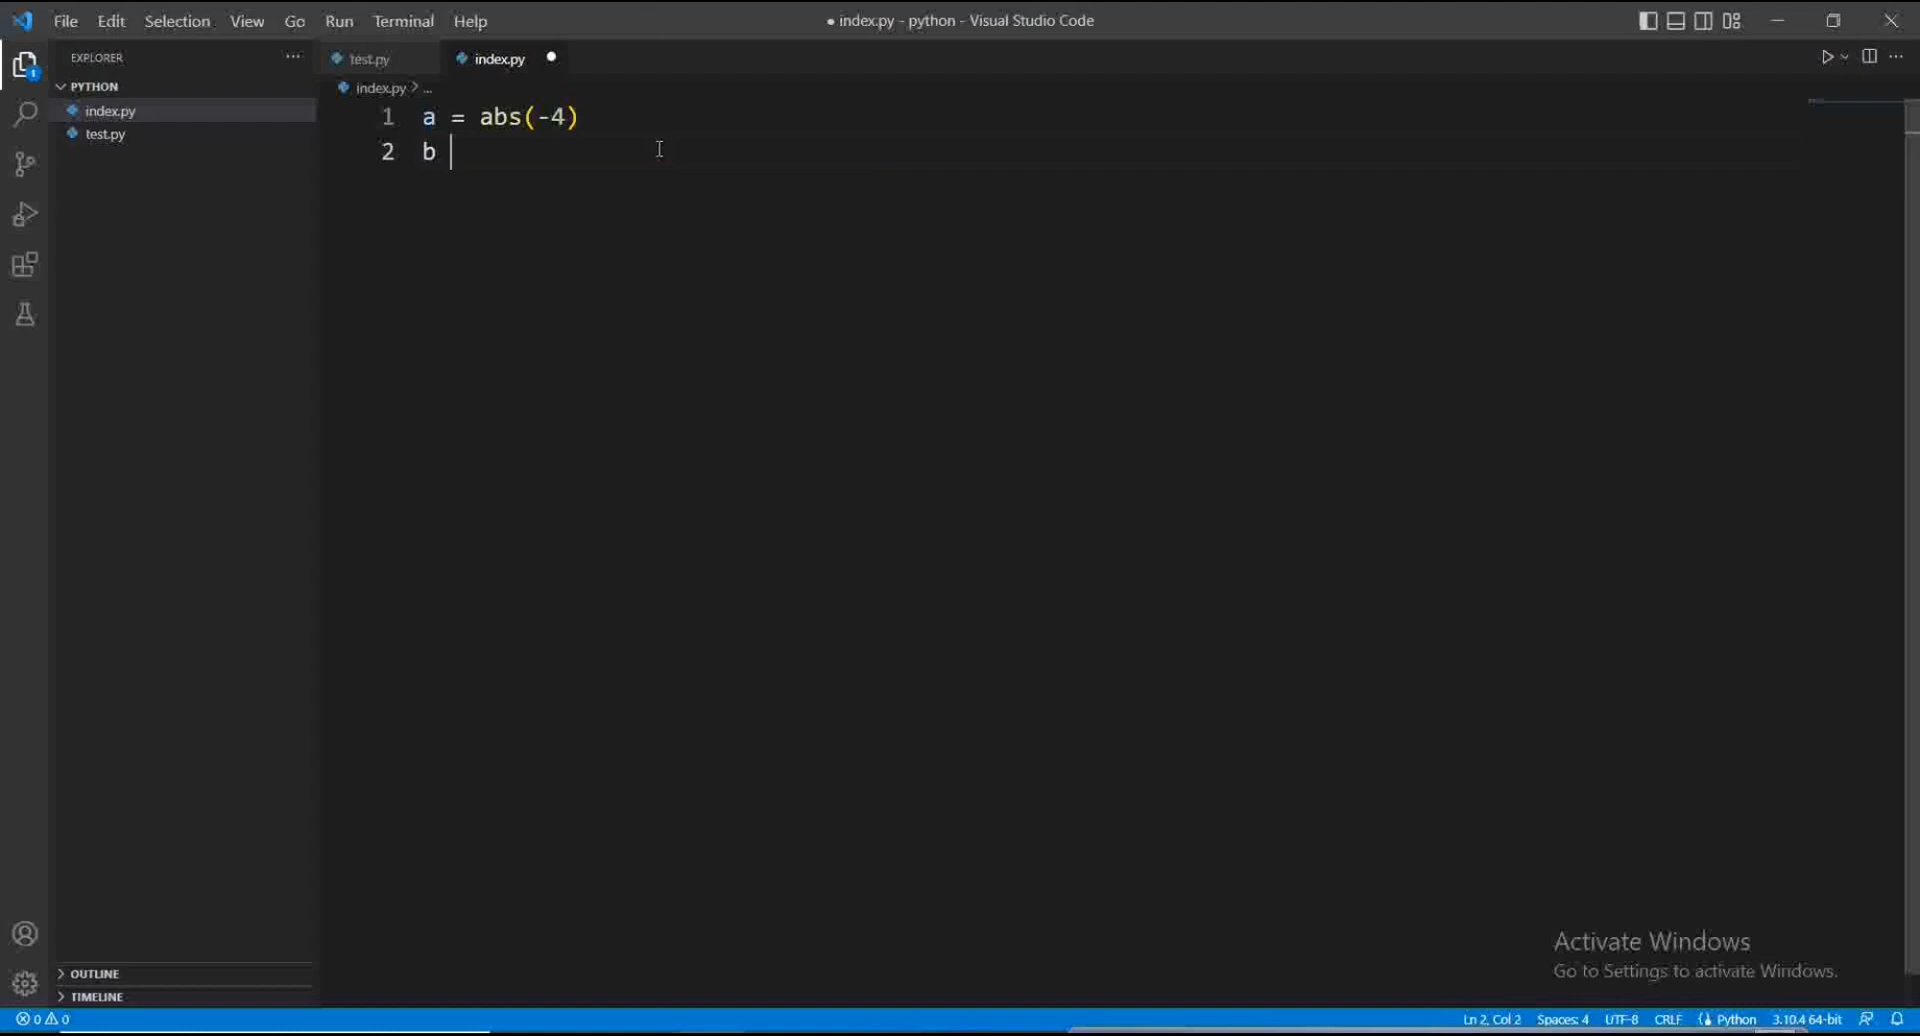 File Edit Selection View Go Run Terminal Help
● index.py - python - Visual Studio Code
EXPLORER ...
test.py
index.py ●
PYTHON
index.py
test.py
index.py > ...
1 a = abs(-4)
2 b
1
Activate Windows
Go to Settings to activate Windows.
OUTLINE
TIMELINE
0 0
Ln 2, Col 2 Spaces: 4 UTF-8 CRLF Python 3.10.4 64-bit